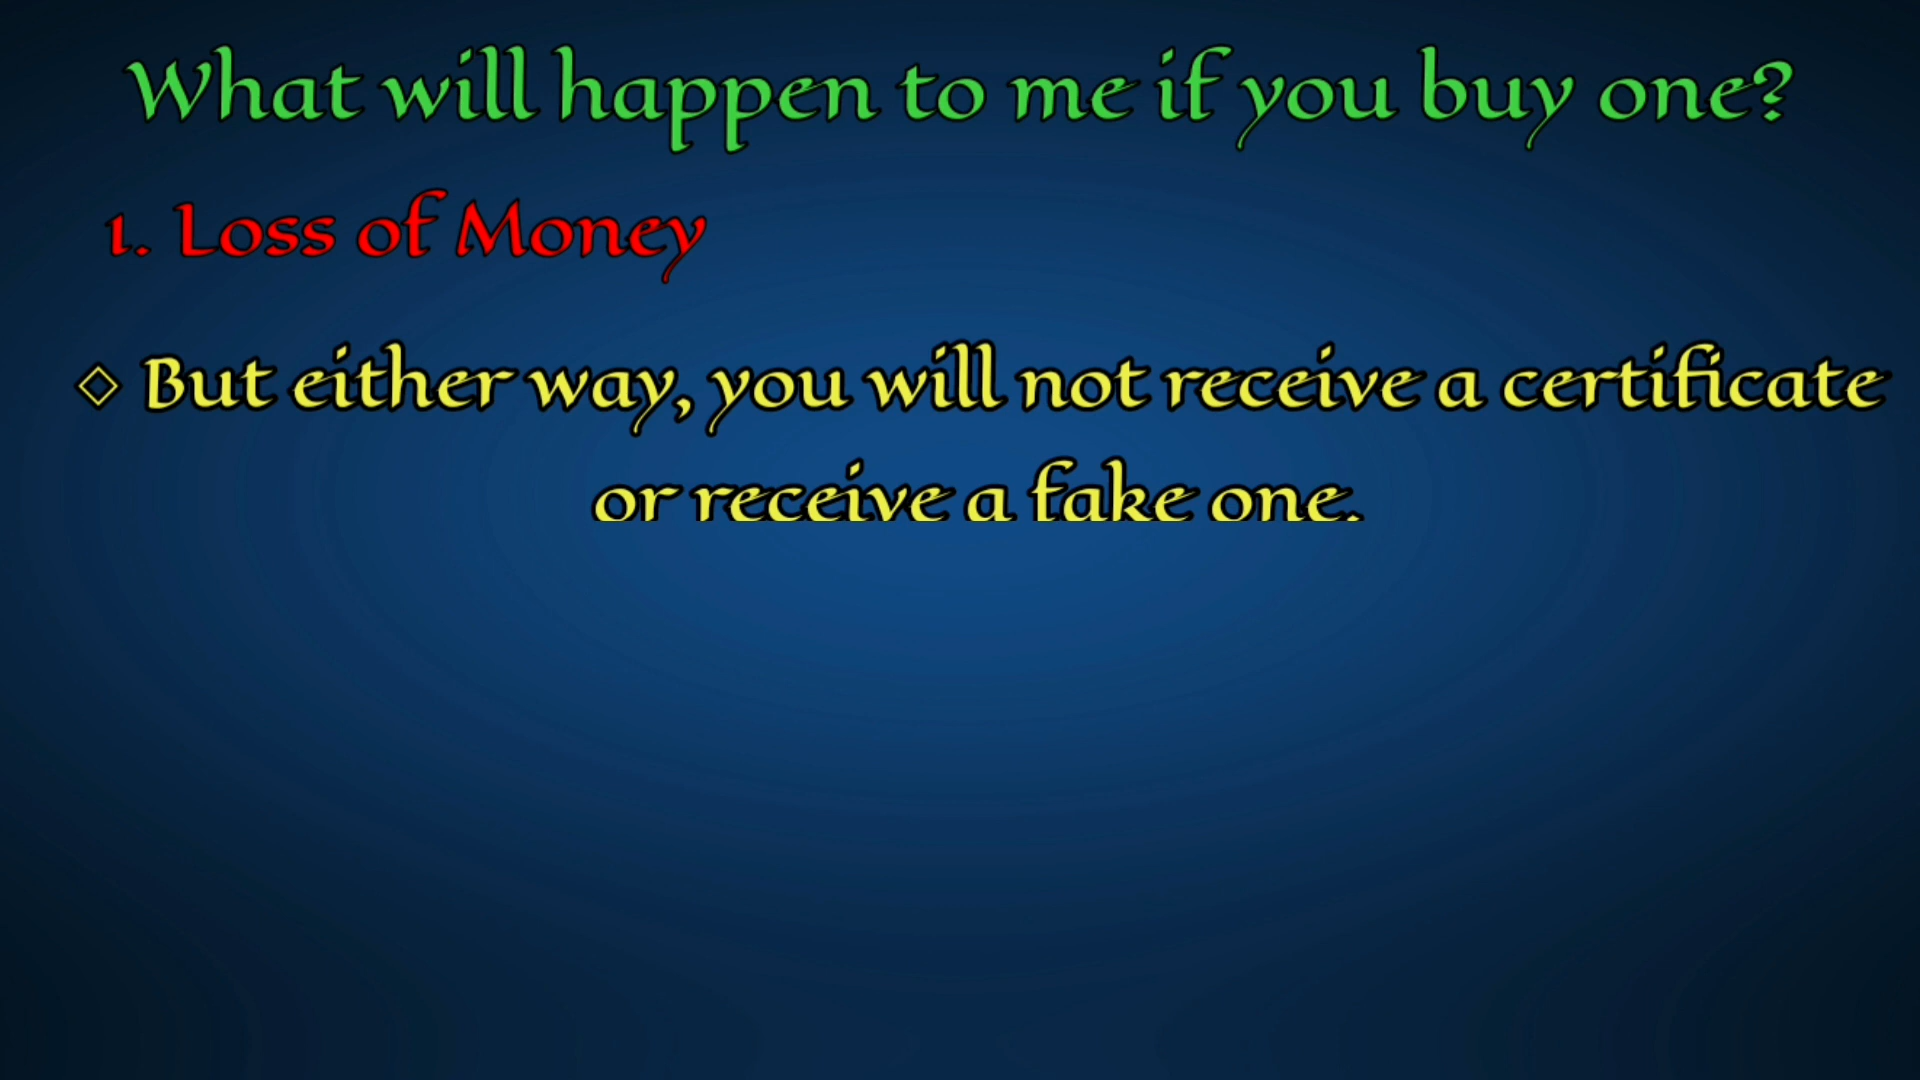 What will happen to me if you buy one?
1. Loss of Money
◇ But either way, you will not receive a certificate
or receive a fake one.